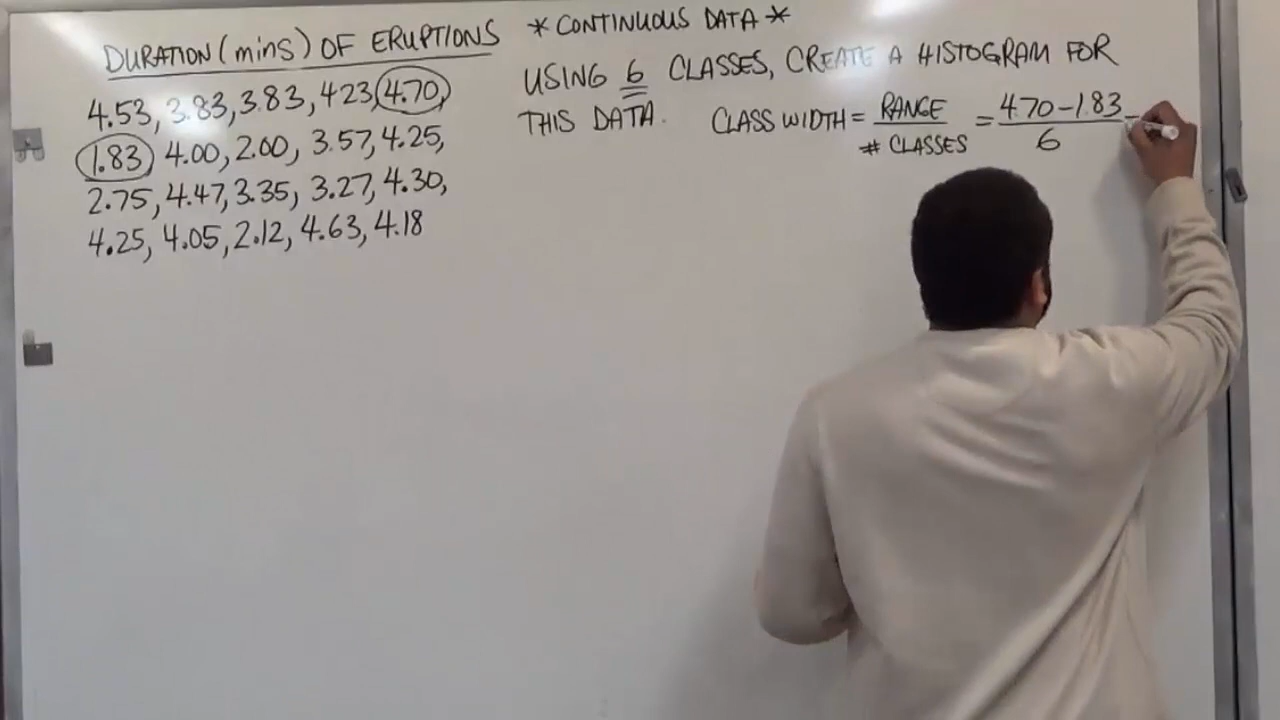 DURATION (mins) OF ERUPTIONS
4.53, 3.83, 3.83, 423, 4.70,
1.83, 4.00, 2.00, 3.57, 4.25,
2.75, 4.47, 3.35, 3.27, 4.30,
4.25, 4.05, 2.12, 4.63, 4.18
* CONTINUOUS DATA *
USING 6 CLASSES, CREATE A HISTOGRAM FOR
THIS DATA. CLASS WIDTH = RANGE / # CLASSES = 4.70 - 1.83 / 6